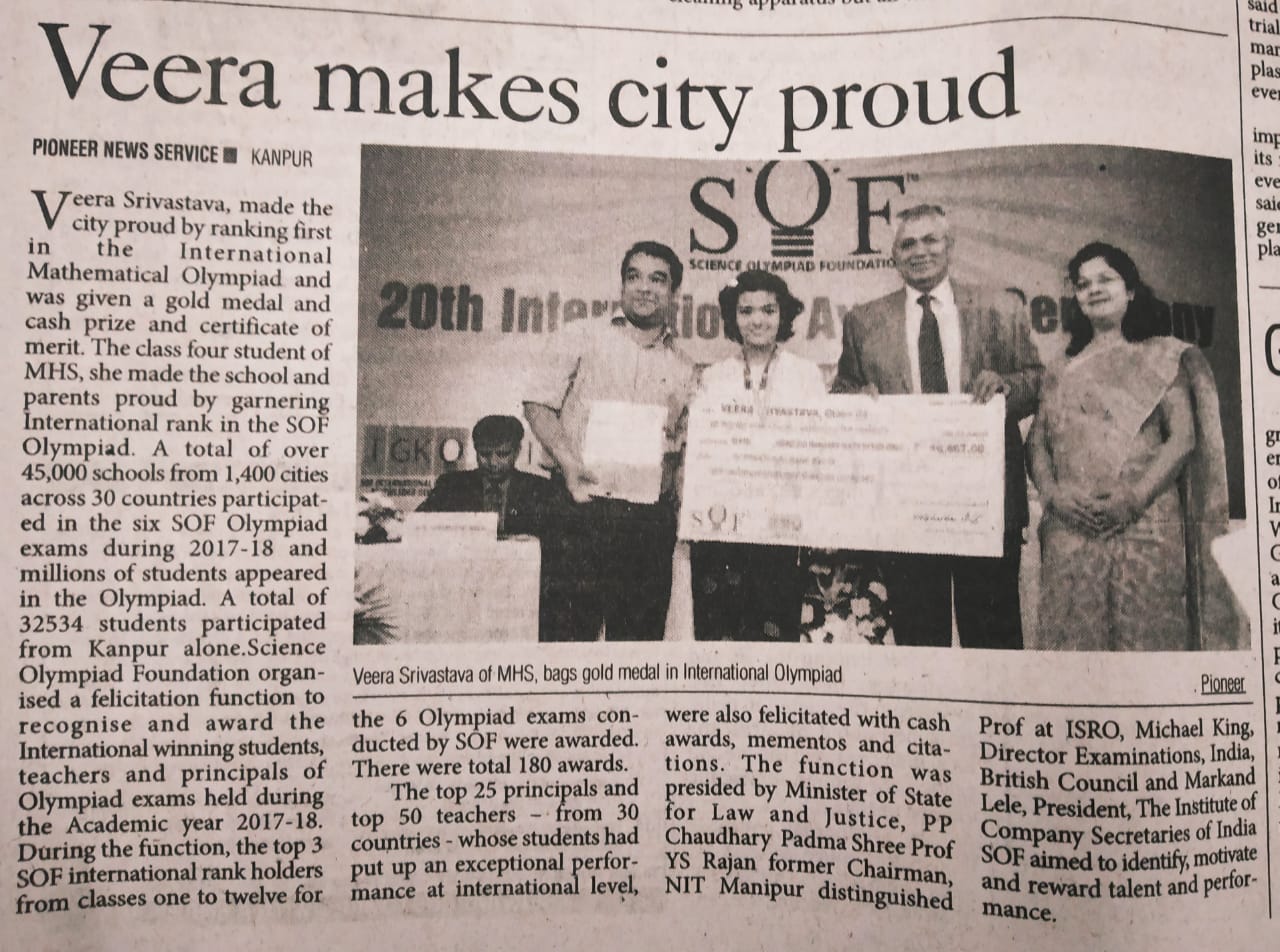 Veera makes city proud
PIONEER NEWS SERVICE ■ KANPUR
Veera Srivastava, made the
city proud by ranking first
in the International
Mathematical Olympiad and
was given a gold medal and
cash prize and certificate of
merit. The class four student of
MHS, she made the school and
parents proud by garnering
International rank in the SOF
Olympiad. A total of over
45,000 schools from 1,400 cities
across 30 countries participat-
ed in the six SOF Olympiad
exams during 2017-18 and
millions of students appeared
in the Olympiad. A total of
32534 students participated
from Kanpur alone.Science
Olympiad Foundation organ-
ised a felicitation function to
recognise and award the
International winning students,
teachers and principals of
Olympiad exams held during
the Academic year 2017-18.
During the function, the top 3
SOF international rank holders
from classes one to twelve for
SOF
SCIENCE OLYMPIAD FOUNDATIO
20th
VEERA
SOF
Veera Srivastava of MHS, bags gold medal in International Olympiad
Pioneer
the 6 Olympiad exams con-
ducted by SOF were awarded.
There were total 180 awards.
The top 25 principals and
top 50 teachers – from 30
countries - whose students had
put up an exceptional perfor-
mance at international level,
were also felicitated with cash
awards, mementos and cita-
tions. The function was
presided by Minister of State
for Law and Justice, PP
Chaudhary Padma Shree Prof
YS Rajan former Chairman,
NIT Manipur distinguished
Prof at ISRO, Michael King,
Director Examinations, India,
British Council and Markand
Lele, President, The Institute of
Company Secretaries of India
SOF aimed to identify, motivate
and reward talent and perfor-
mance.